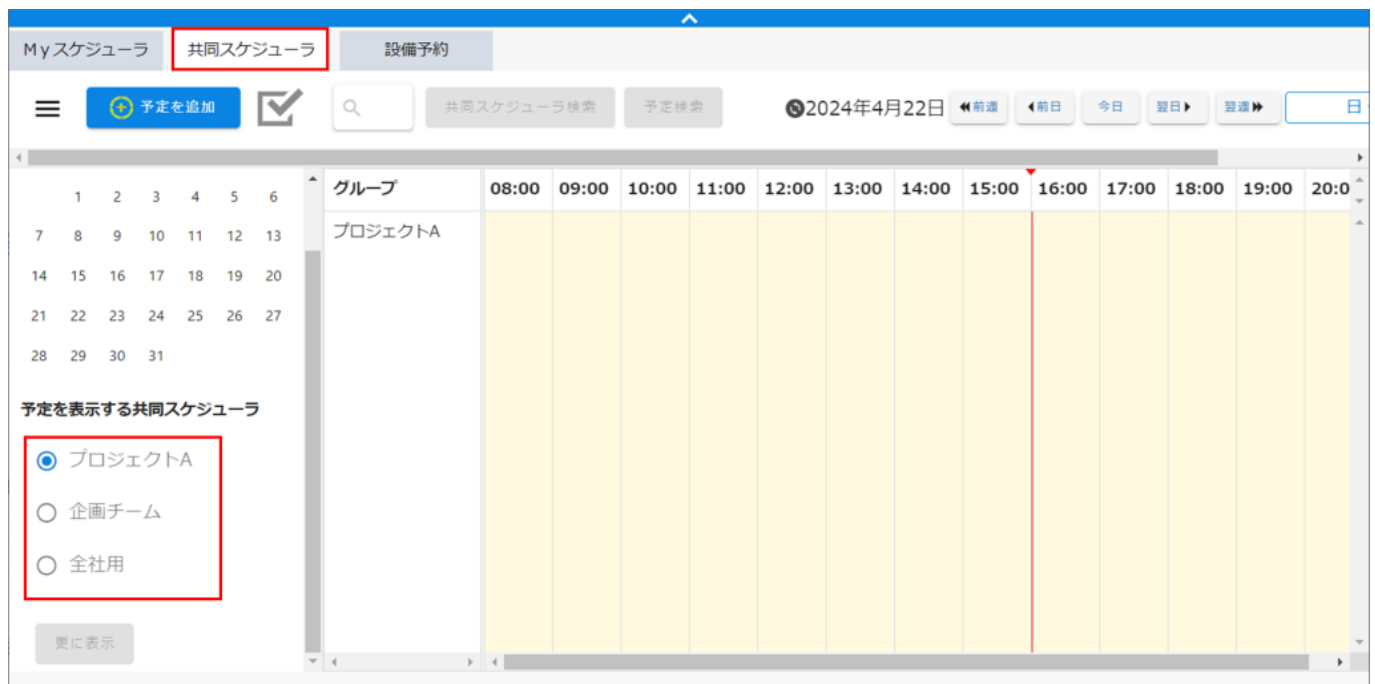 Myスケジューラ 共同スケジューラ 設備予約
予定を追加 共同スケジューラ検索 予定検索 2024年4月22日 前週 前日 今日 翌日 翌週 日
グループ 08:00 09:00 10:00 11:00 12:00 13:00 14:00 15:00 16:00 17:00 18:00 19:00 20:0
プロジェクトA
1 2 3 4 5 6
7 8 9 10 11 12 13
14 15 16 17 18 19 20
21 22 23 24 25 26 27
28 29 30 31
予定を表示する共同スケジューラ
プロジェクトA
企画チーム
全社用
更に表示